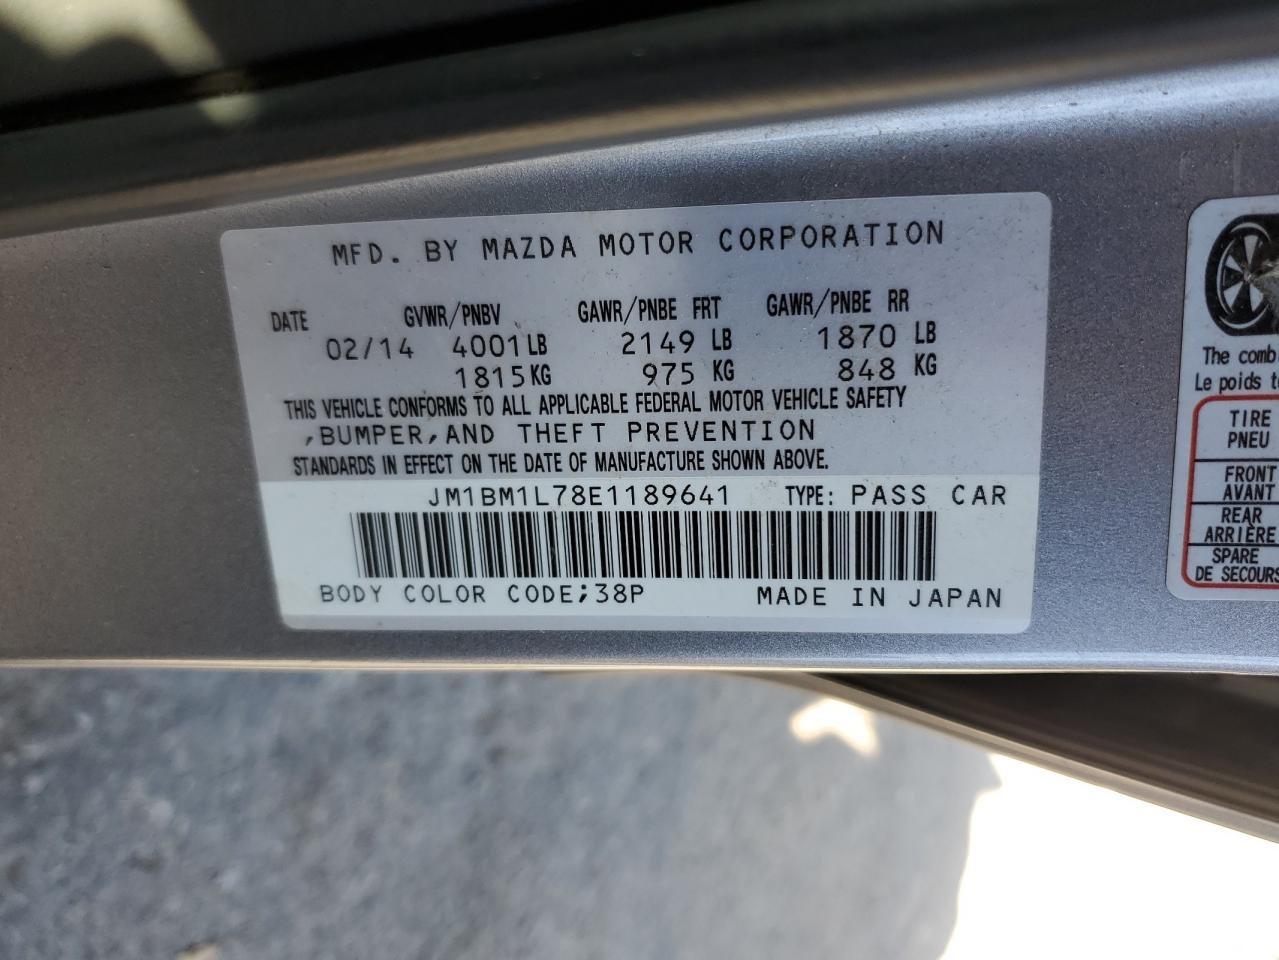 MFD. BY MAZDA MOTOR CORPORATION
DATE GVWR/PNBV GAWR/PNBE FRT GAWR/PNBE RR
02/14 4001 LB 2149 LB 1870 LB
1815 KG 975 KG 848 KG
THIS VEHICLE CONFORMS TO ALL APPLICABLE FEDERAL MOTOR VEHICLE SAFETY
,BUMPER,AND THEFT PREVENTION
STANDARDS IN EFFECT ON THE DATE OF MANUFACTURE SHOWN ABOVE.
JM1BM1L78E1189641 TYPE: PASS CAR
BODY COLOR CODE;38P MADE IN JAPAN
The comb
Le poids t
TIRE
PNEU
FRONT
AVANT
REAR
ARRIÈRE
SPARE
DE SECOURS